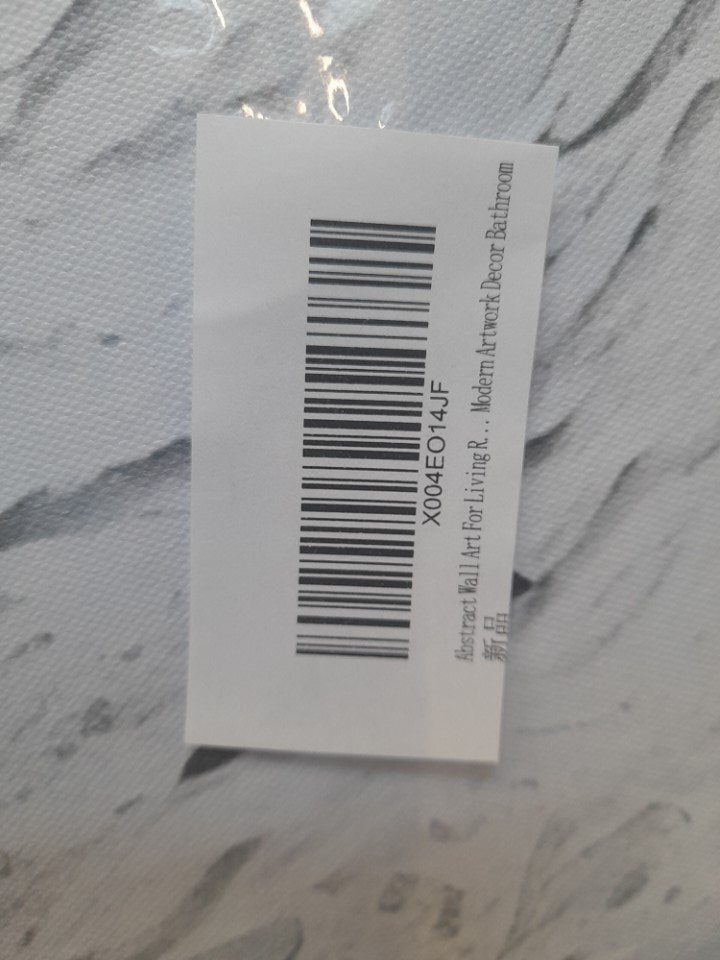 X004EO14JF
Abstract Wall Art For Living R... Modern Artwork Decor Bathroom
新品